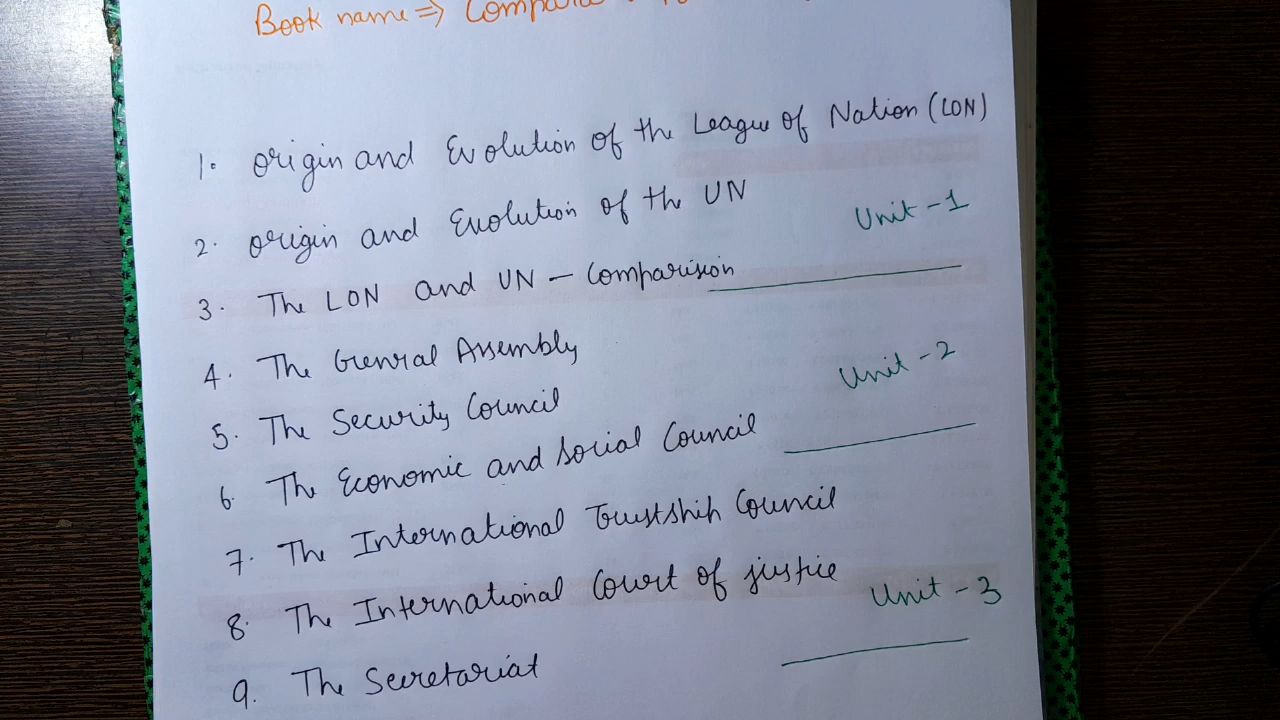 Book name ⇒
1. Origin and Evolution of the League of Nation (LON)
2. Origin and Evolution of the UN
Unit - 1
3. The LON and UN - Comparision
4. The Genral Assembly
Unit - 2
5. The Security Council
6. The Economic and Social Council
7. The International Trustship Council
8. The International Court of justice
Unit - 3
9. The Secretariat